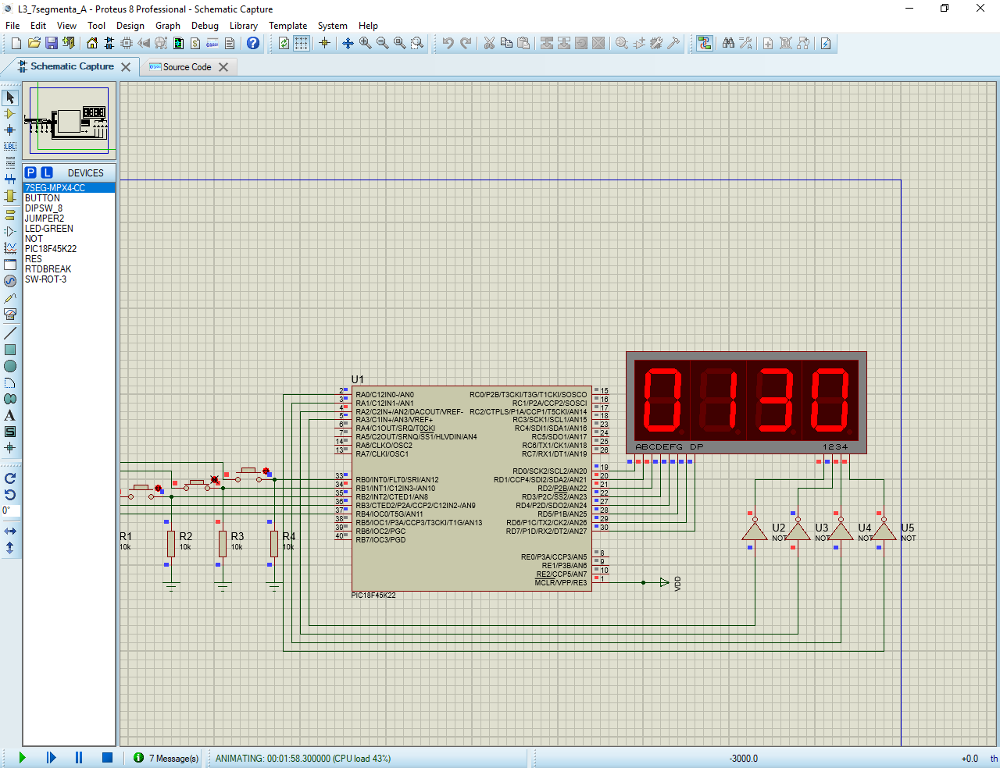 L3_7segmenta_A - Proteus 8 Professional - Schematic Capture
File Edit View Tool Design Graph Debug Library Template System Help
Schematic Capture
Source Code
P L DEVICES
7SEG-MPX4-CC
BUTTON
DIPSW_8
JUMPER2
LED-GREEN
NOT
PIC18F45K22
RES
RTDBREAK
SW-ROT-3
LBL
A
S
0°
U1
2 RA0/C12IN0-/AN0
3 RA1/C12IN1-/AN1
4 RA2/C2IN+/AN2/DACOUT/VREF-
5 RA3/C1IN+/AN3/VREF+
6 RA4/C1OUT/SRQ/T0CKI
7 RA5/C2OUT/SRNQ/SS1/HLVDIN/AN4
14 RA6/CLKO/OSC2
13 RA7/CLKI/OSC1
33 RB0/INT0/FLT0/SRI/AN12
34 RB1/INT1/C12IN3-/AN10
35 RB2/INT2/CTED1/AN8
36 RB3/CTED2/P2A/CCP2/C12IN2-/AN9
37 RB4/IOC0/T5G/AN11
38 RB5/IOC1/P3A/CCP3/T3CKI/T1G/AN13
39 RB6/IOC2/PGC
40 RB7/IOC3/PGD
RC0/P2B/T3CKI/T3G/T1CKI/SOSCO 15
RC1/P2A/CCP2/SOSCI 16
RC2/CTPLS/P1A/CCP1/T5CKI/AN14 17
RC3/SCK1/SCL1/AN15 18
RC4/SDI1/SDA1/AN16 23
RC5/SDO1/AN17 24
RC6/TX1/CK1/AN18 25
RC7/RX1/DT1/AN19 26
RD0/SCK2/SCL2/AN20 19
RD1/CCP4/SDI2/SDA2/AN21 20
RD2/P2B/AN22 21
RD3/P2C/SS2/AN23 22
RD4/P2D/SDO2/AN24 27
RD5/P1B/AN25 28
RD6/P1C/TX2/CK2/AN26 29
RD7/P1D/RX2/DT2/AN27 30
RE0/P3A/CCP3/AN5 8
RE1/P3B/AN6 9
RE2/CCP5/AN7 10
MCLR/VPP/RE3 1
PIC18F45K22
VDD
0130
ABCDEFG DP 1234
R1 R2 R3 R4
10k 10k 10k 10k
U2 U3 U4 U5
NOT NOT NOT NOT
7 Message(s)
ANIMATING: 00:01:58.300000 (CPU load 43%)
-3000.0
+0.0 th